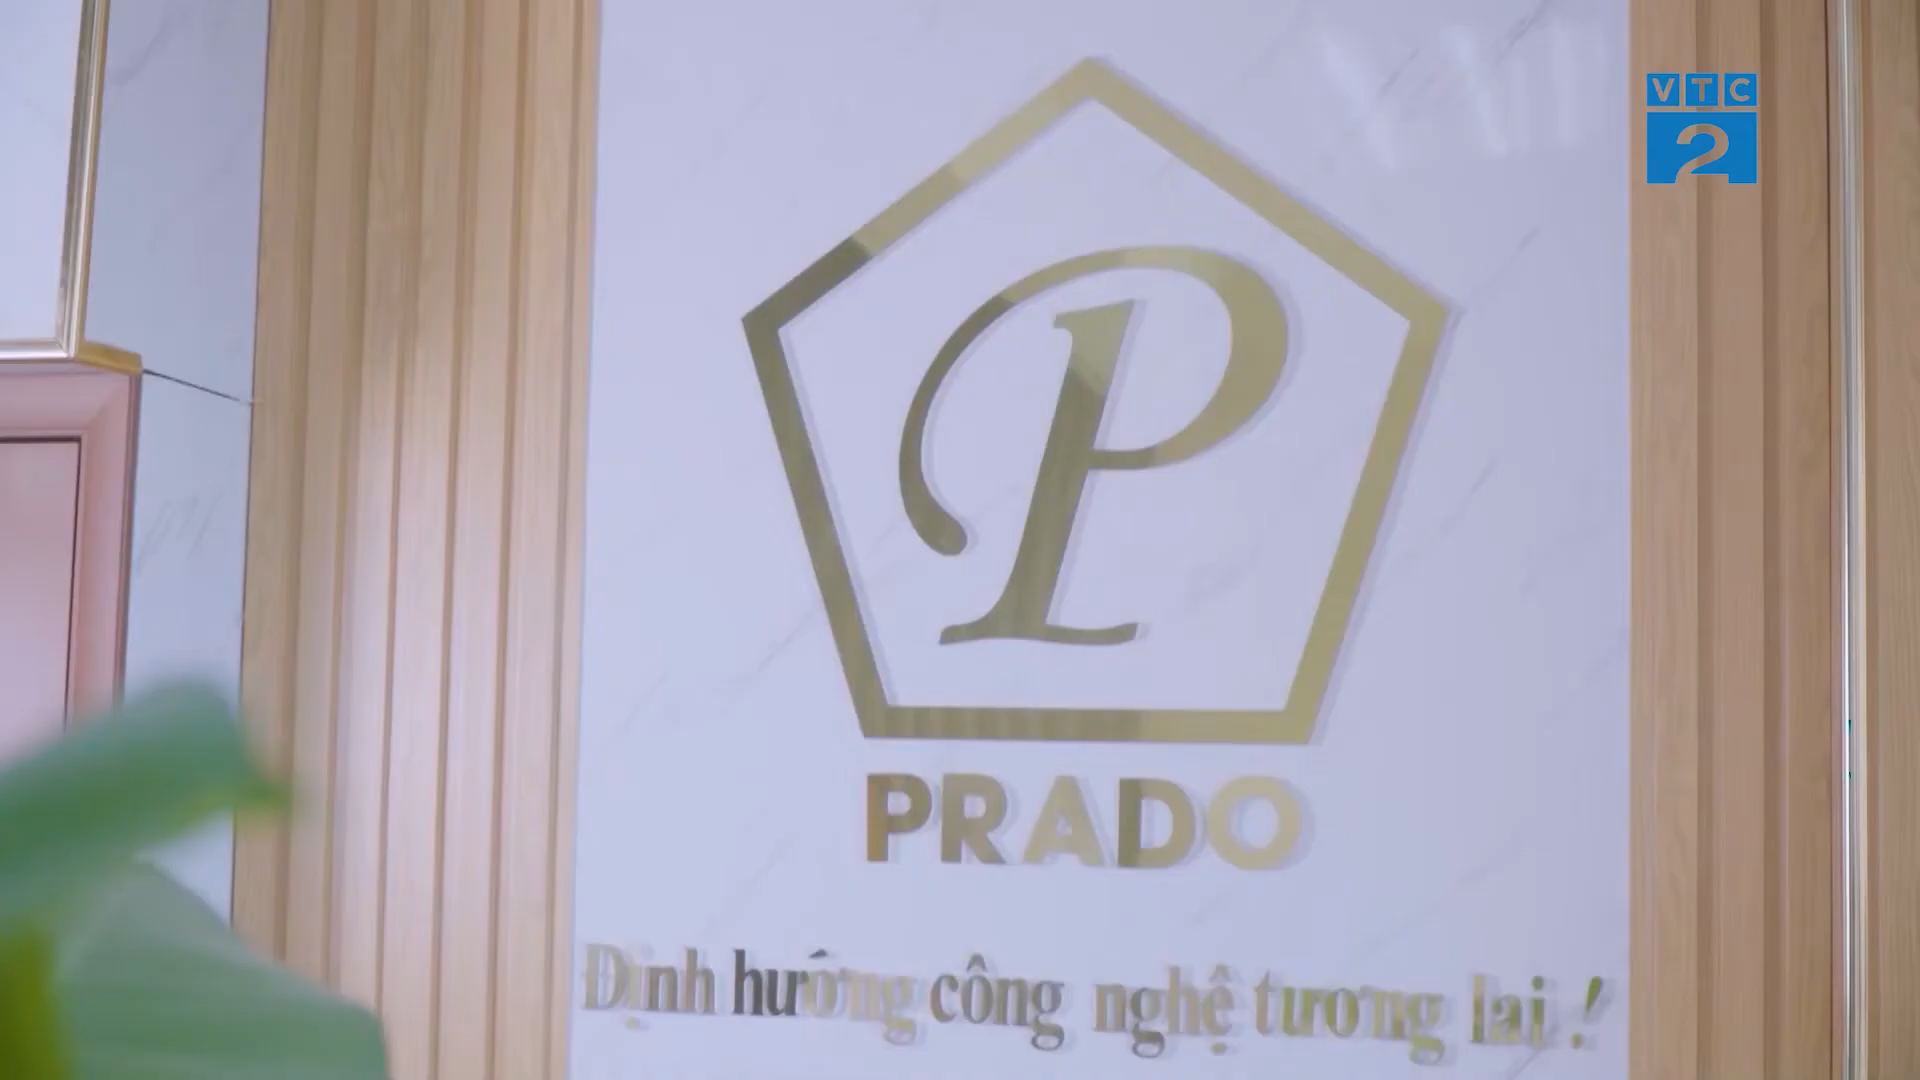 VTC
2
P
PRADO
Định hướng công nghệ tương lai !